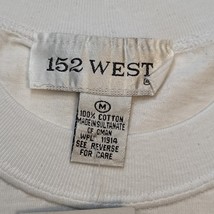 152 WEST
M
100% COTTON
MADE IN SULTANATE
OF OMAN
WPL 11914
SEE REVERSE
FOR CARE